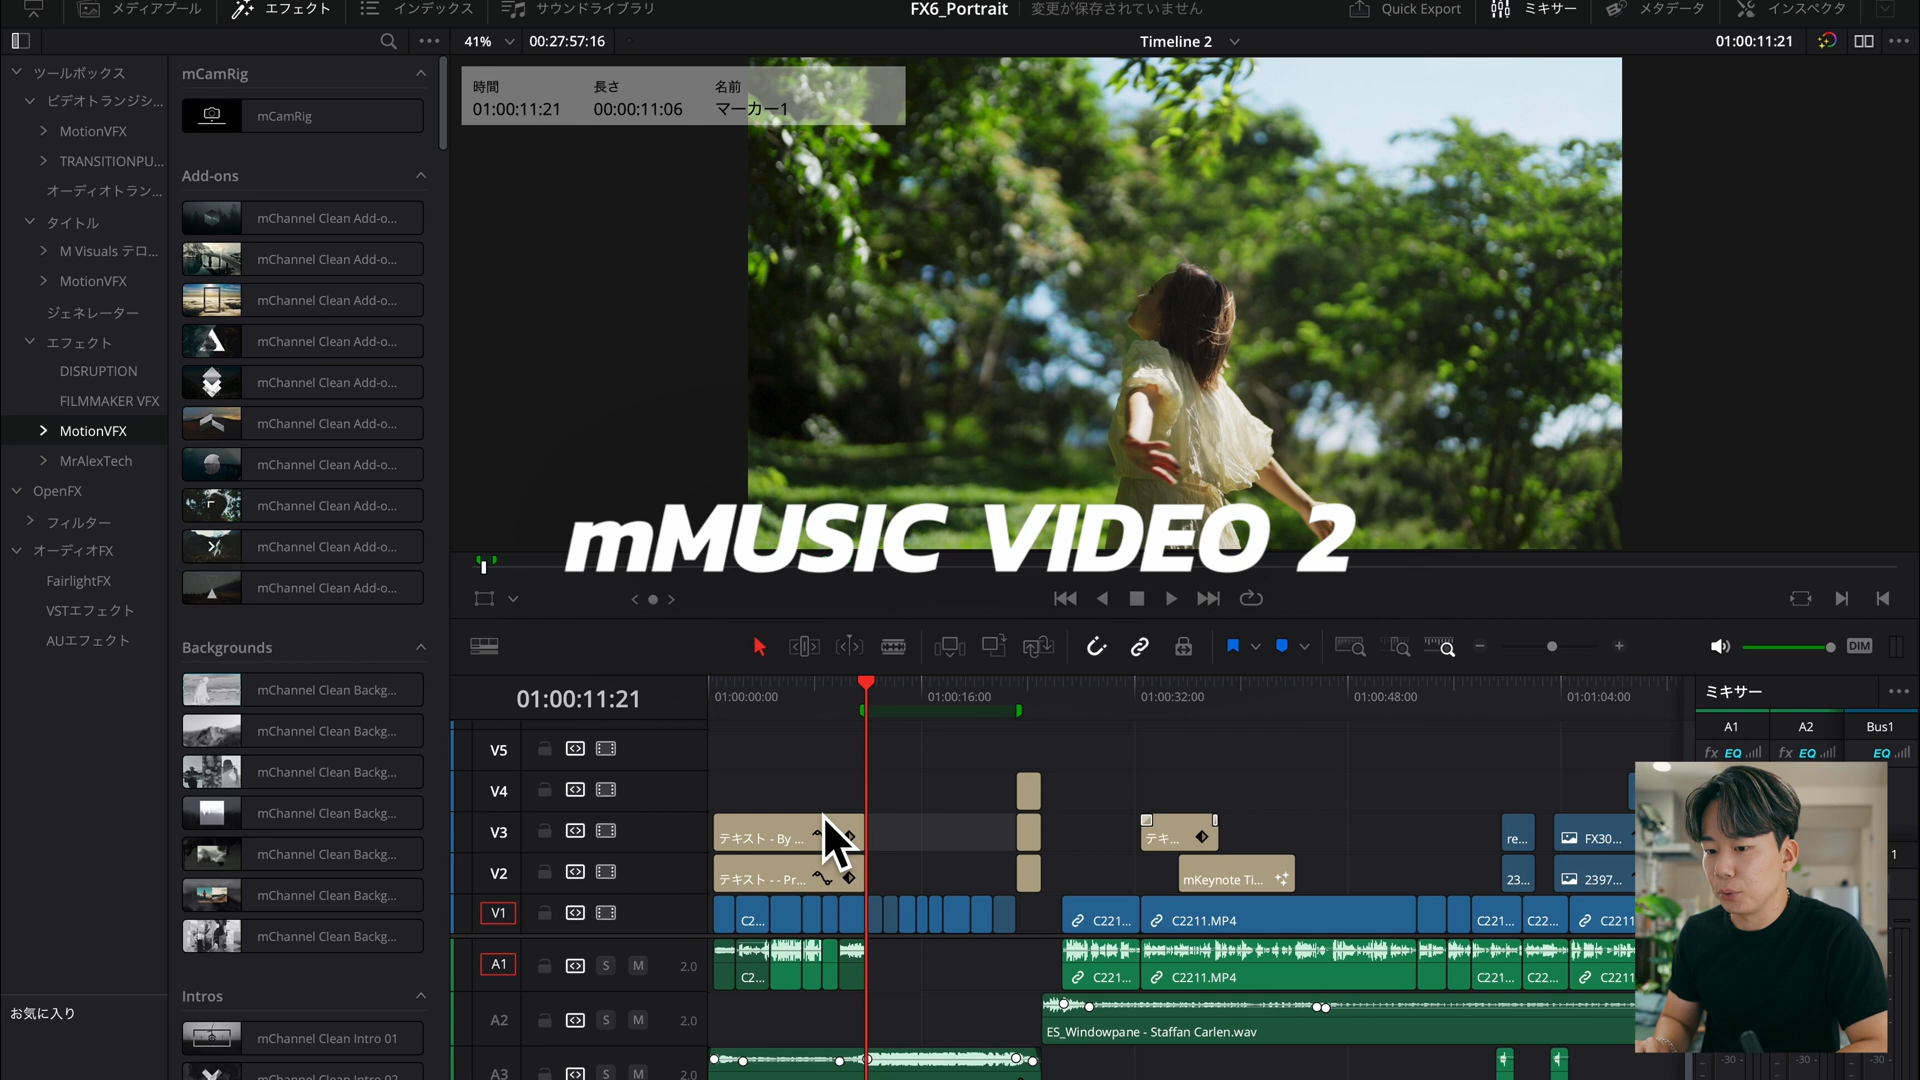 メディアプール
エフェクト
インデックス
サウンドライブラリ
FX6_Portrait
変更が保存されていません
Quick Export
ミキサー
メタデータ
インスペクタ
41%
00:27:57:16
Timeline 2
01:00:11:21
時間
長さ
名前
01:00:11:21
00:00:11:06
マーカー1
ツールボックス
ビデオトランジシ...
MotionVFX
TRANSITIONPU...
オーディオトラン...
タイトル
M Visuals テロ...
MotionVFX
ジェネレーター
エフェクト
DISRUPTION
FILMMAKER VFX
MotionVFX
MrAlexTech
OpenFX
フィルター
オーディオFX
FairlightFX
VSTエフェクト
AUエフェクト
お気に入り
mCamRig
mCamRig
Add-ons
mChannel Clean Add-o...
mChannel Clean Add-o...
mChannel Clean Add-o...
mChannel Clean Add-o...
mChannel Clean Add-o...
mChannel Clean Add-o...
mChannel Clean Add-o...
mChannel Clean Add-o...
mChannel Clean Add-o...
mChannel Clean Add-o...
Backgrounds
mChannel Clean Backg...
mChannel Clean Backg...
mChannel Clean Backg...
mChannel Clean Backg...
mChannel Clean Backg...
mChannel Clean Backg...
mChannel Clean Backg...
Intros
mChannel Clean Intro 01
mChannel Clean Intro 02
mMUSIC VIDEO 2
DIM
01:00:11:21
01:00:00:00
01:00:16:00
01:00:32:00
01:00:48:00
01:01:04:00
ミキサー
A1
A2
Bus1
fx EQ
fx EQ
EQ
V5
V4
V3
テキスト - By ...
テキ...
re...
FX30...
V2
テキスト - - Pr...
mKeynote Ti...
23...
2397...
V1
C2...
C221...
C2211.MP4
C221...
C22...
C2211
A1
S
M
2.0
C2...
C221...
C2211.MP4
C221...
C22...
C2211
A2
S
M
2.0
ES_Windowpane - Staffan Carlen.wav
A3
S
M
2.0
1
-30
-30
-30